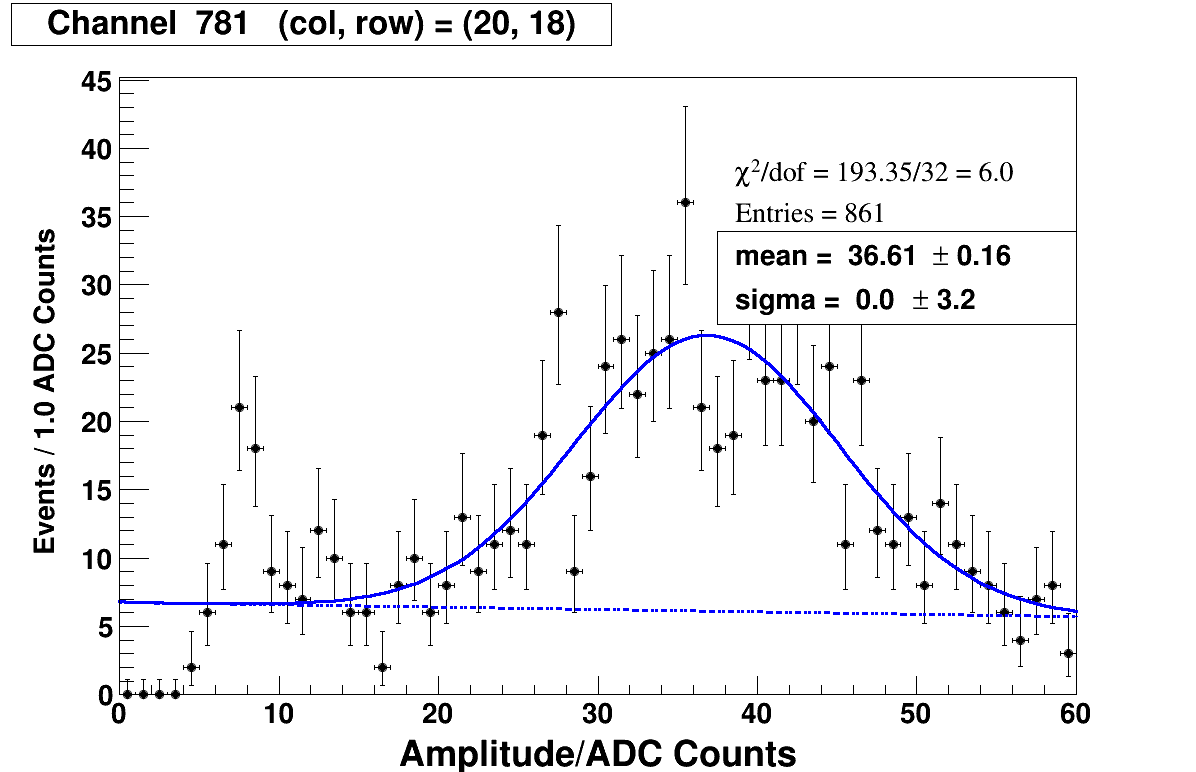 Channel 781 (col, row) = (20, 18)
45
40
35
30
25
20
15
10
5
0
Events / 1.0 ADC Counts
χ²/dof = 193.35/32 = 6.0
Entries = 861
mean = 36.61 ± 0.16
sigma = 0.0 ± 3.2
0 10 20 30 40 50 60
Amplitude/ADC Counts